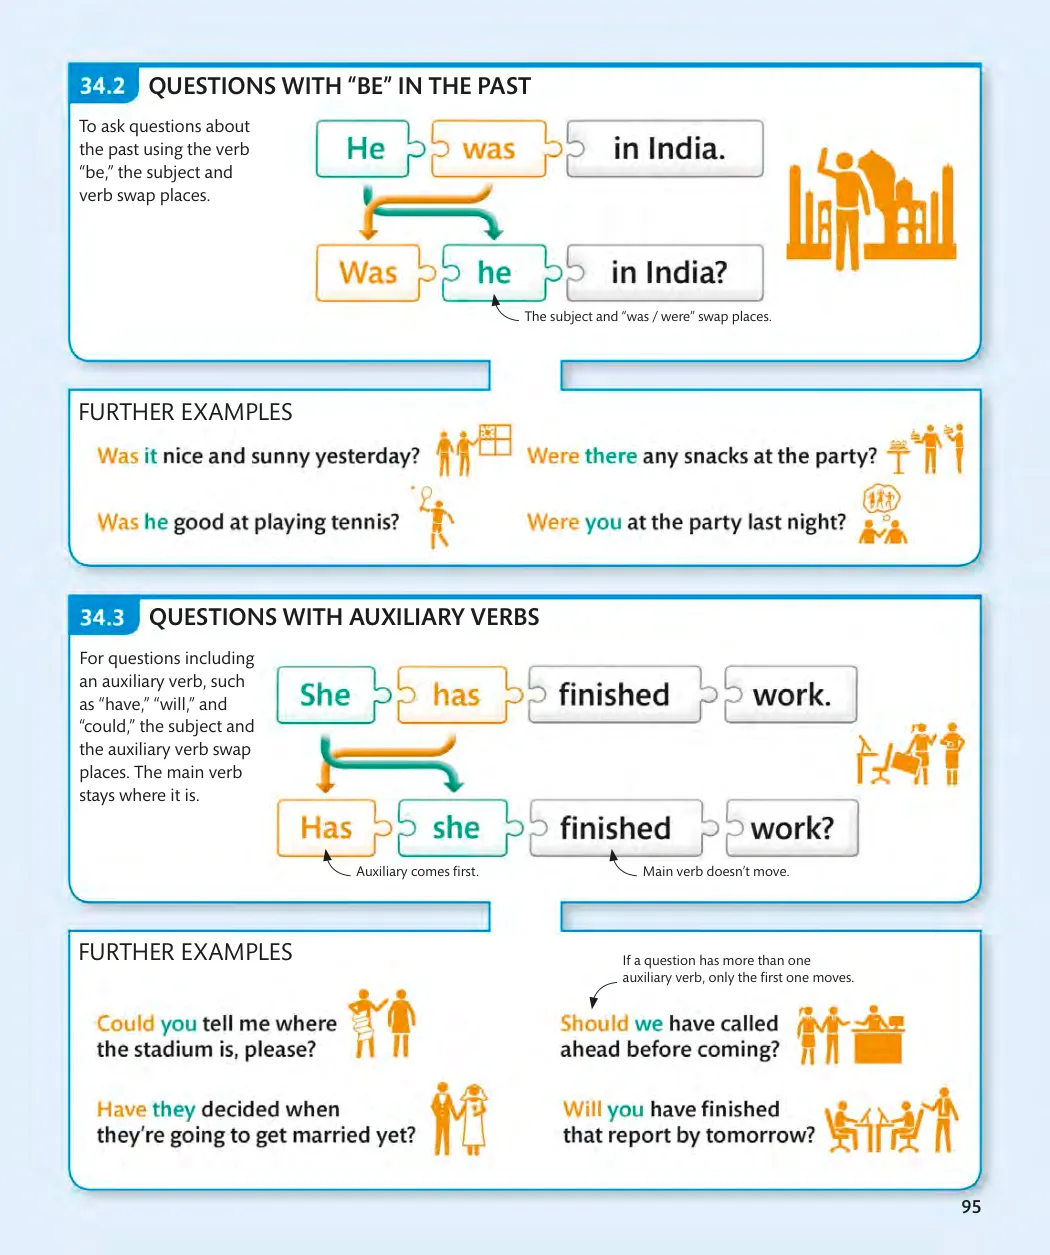 34.2 QUESTIONS WITH “BE” IN THE PAST
To ask questions about
the past using the verb
“be,” the subject and
verb swap places.
He was in India.
Was he in India?
The subject and “was / were” swap places.
FURTHER EXAMPLES
Was it nice and sunny yesterday?
Were there any snacks at the party?
Was he good at playing tennis?
Were you at the party last night?
34.3 QUESTIONS WITH AUXILIARY VERBS
For questions including
an auxiliary verb, such
as “have,” “will,” and
“could,” the subject and
the auxiliary verb swap
places. The main verb
stays where it is.
She has finished work.
Has she finished work?
Auxiliary comes first.
Main verb doesn’t move.
FURTHER EXAMPLES
If a question has more than one
auxiliary verb, only the first one moves.
Could you tell me where
the stadium is, please?
Should we have called
ahead before coming?
Have they decided when
they’re going to get married yet?
Will you have finished
that report by tomorrow?
95